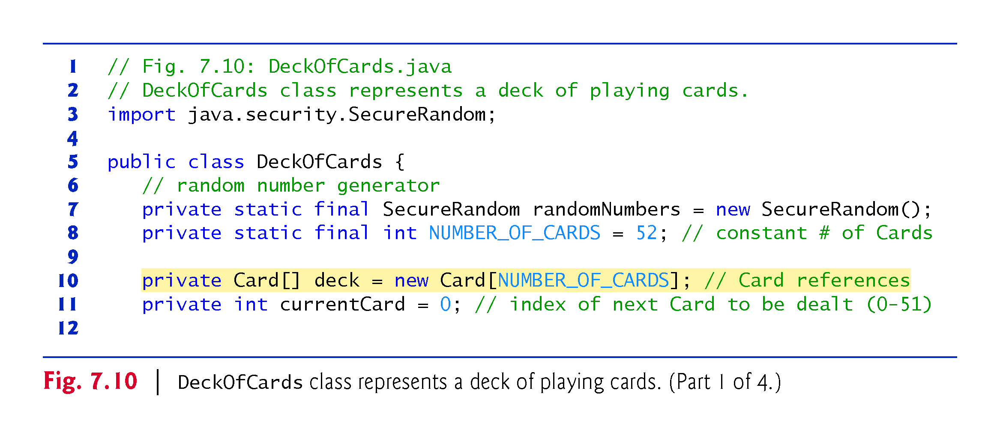 1 // Fig. 7.10: DeckOfCards.java
2 // DeckOfCards class represents a deck of playing cards.
3 import java.security.SecureRandom;
4
5 public class DeckOfCards {
6    // random number generator
7    private static final SecureRandom randomNumbers = new SecureRandom();
8    private static final int NUMBER_OF_CARDS = 52; // constant # of Cards
9
10    private Card[] deck = new Card[NUMBER_OF_CARDS]; // Card references
11    private int currentCard = 0; // index of next Card to be dealt (0-51)
12
Fig. 7.10 | DeckOfCards class represents a deck of playing cards. (Part 1 of 4.)